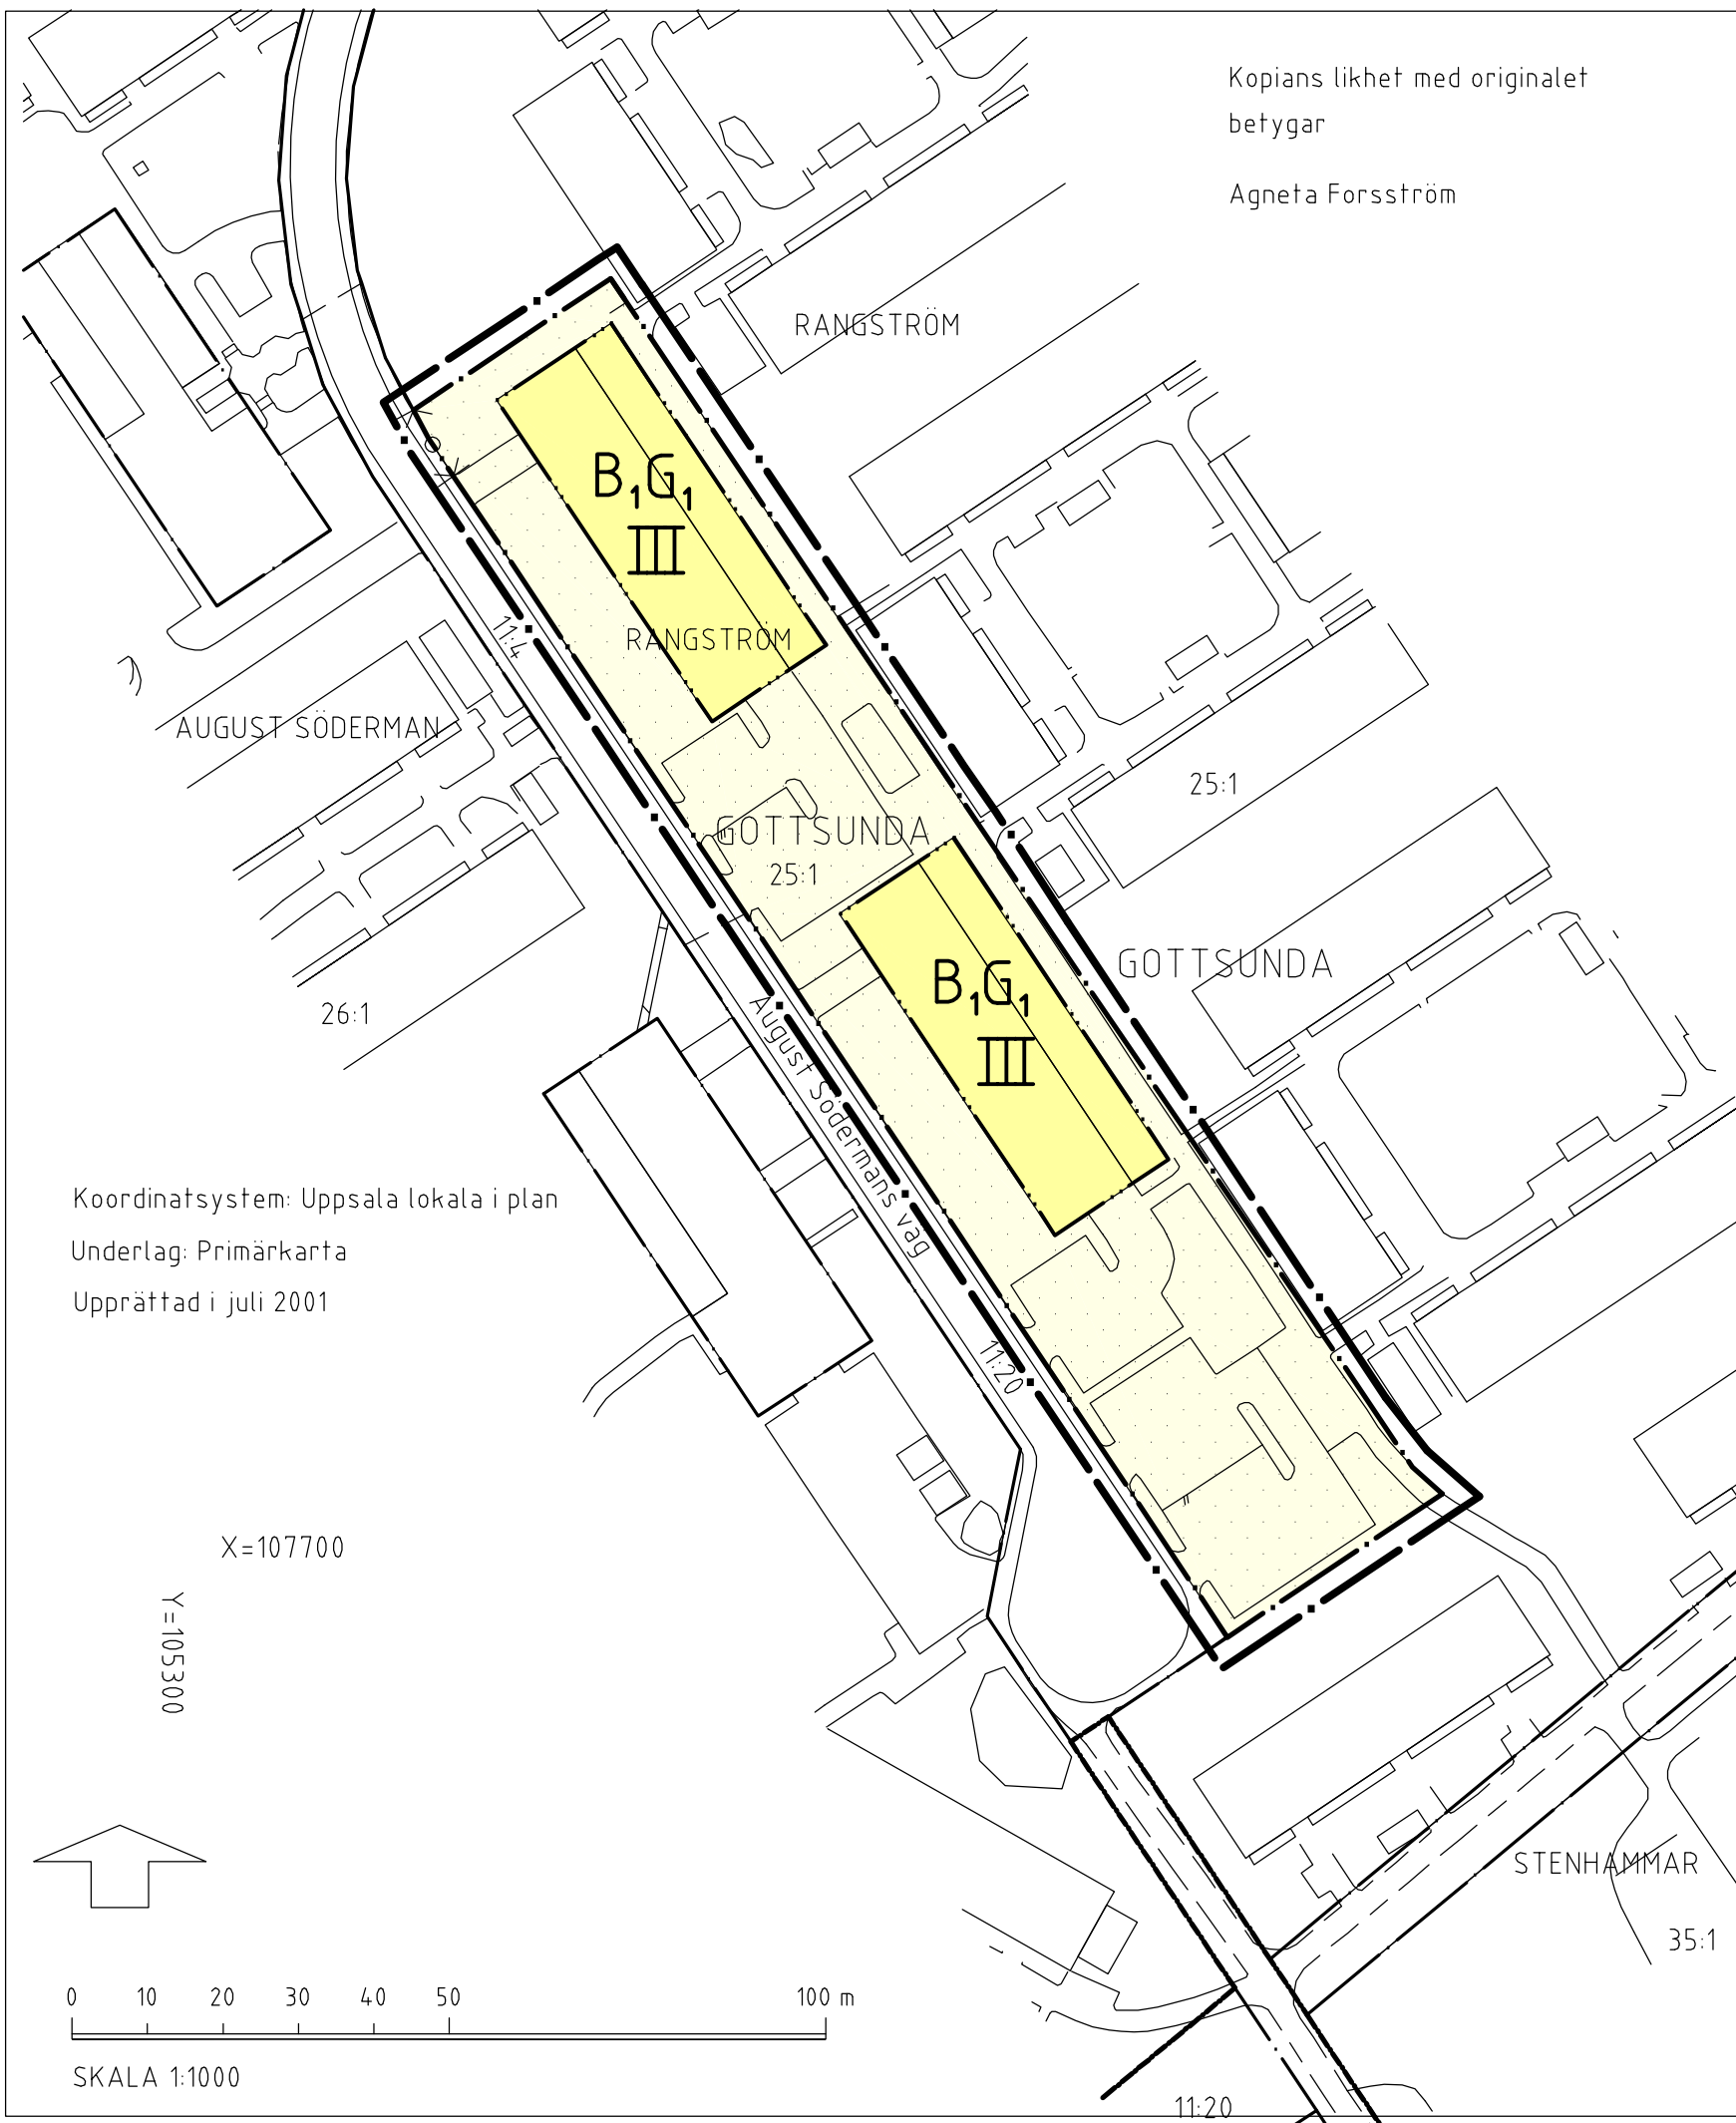 Kopians likhet med originalet
betygar
Agneta Forsström
RANGSTRÖM
B₁G₁
III
11:4
RANGSTRÖM
AUGUST SÖDERMAN
25:1
GOTTSUNDA
25:1
GOTTSUNDA
B₁G₁
III
26:1
August Södermans väg
Koordinatsystem: Uppsala lokala i plan
Underlag: Primärkarta
Upprättad i juli 2001
11:20
X=107700
Y=105300
STENHAMMAR
35:1
0 10 20 30 40 50 100 m
SKALA 1:1000
11:20